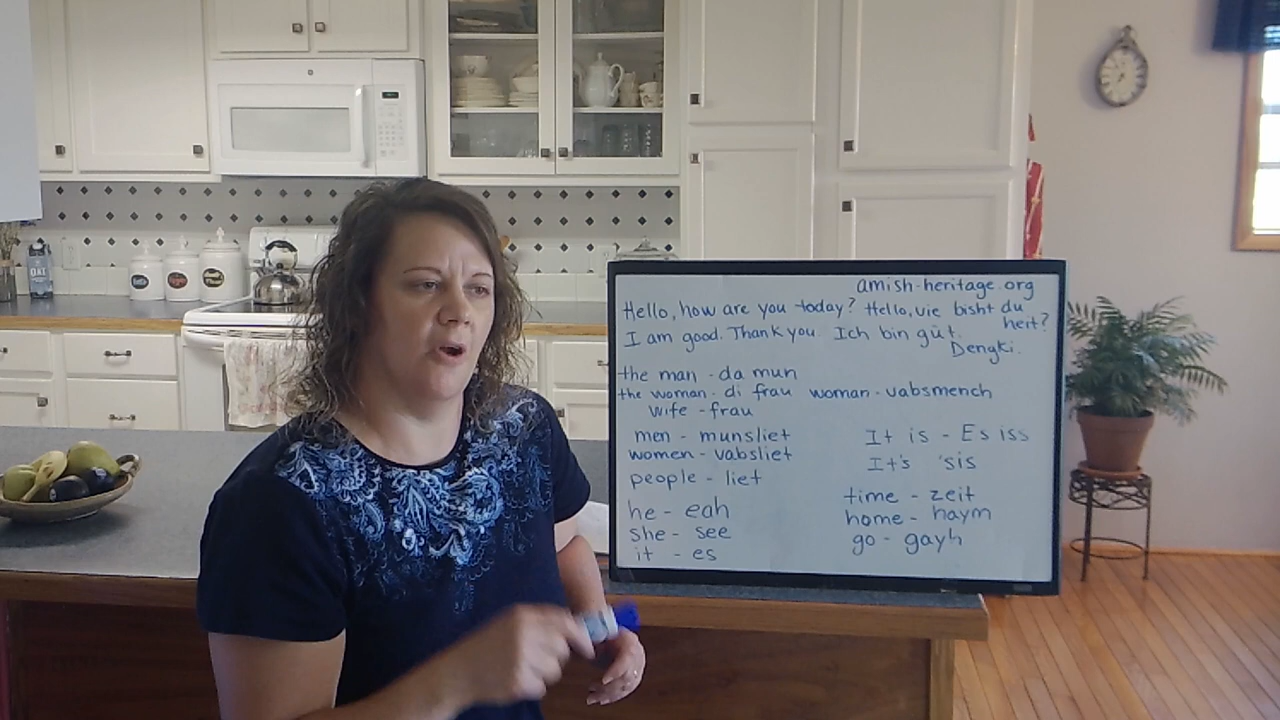 amish-heritage.org
Hello, how are you today? Hello, vie bisht du heit?
I am good. Thank you. Ich bin güt. Dengki.
the man - da mun
the woman - di frau woman - vabsmench
wife - frau
men - munsliet
women - vabsliet
people - liet
he - eah
she - see
it - es
It is - Es iss
It's 'sis
time - zeit
home - haym
go - gayh
OAT